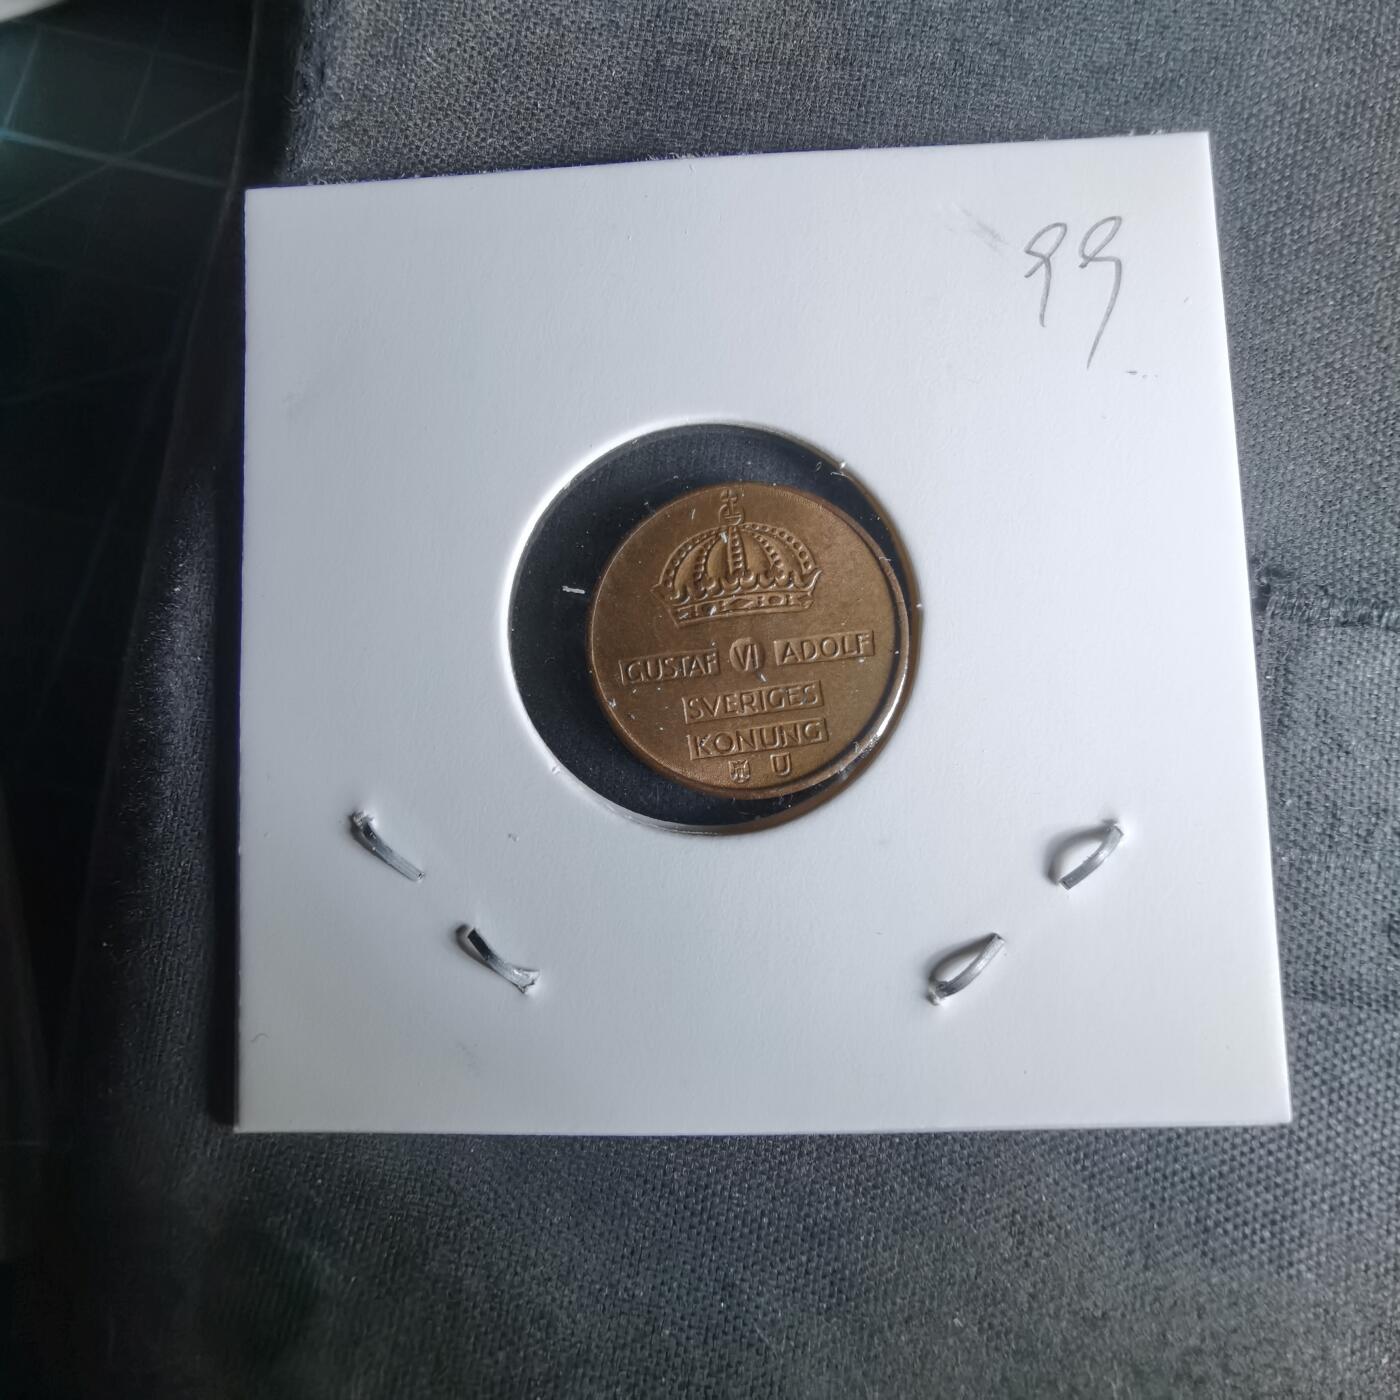 99
GUSTAF VI ADOLF
SVERIGES
KONUNG
U